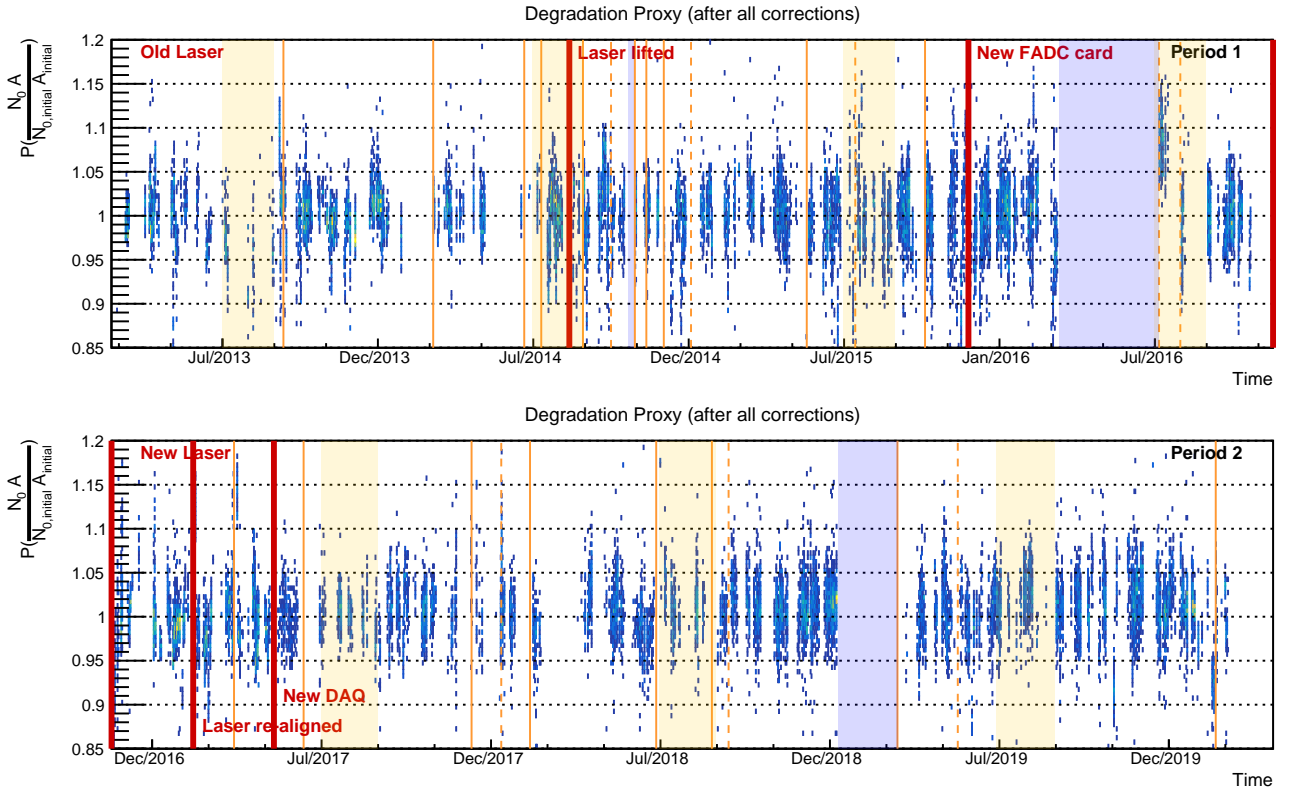 Degradation Proxy (after all corrections)
P(N0 A / N0,initial Ainitial)
1.2
1.15
1.1
1.05
1
0.95
0.9
0.85
Old Laser
Laser lifted
New FADC card
Period 1
Jul/2013
Dec/2013
Jul/2014
Dec/2014
Jul/2015
Jan/2016
Jul/2016
Time
Degradation Proxy (after all corrections)
P(N0 A / N0,initial Ainitial)
1.2
1.15
1.1
1.05
1
0.95
0.9
0.85
New Laser
Period 2
New DAQ
Laser re-aligned
Dec/2016
Jul/2017
Dec/2017
Jul/2018
Dec/2018
Jul/2019
Dec/2019
Time